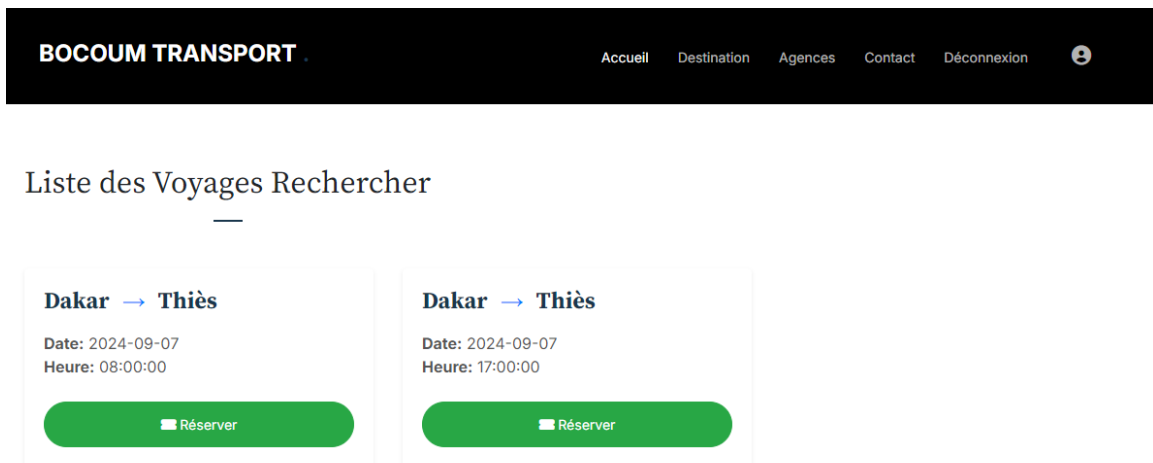 BOCOUM TRANSPORT .
Accueil Destination Agences Contact Déconnexion
Liste des Voyages Rechercher
Dakar → Thiès
Date: 2024-09-07
Heure: 08:00:00
Réserver
Dakar → Thiès
Date: 2024-09-07
Heure: 17:00:00
Réserver